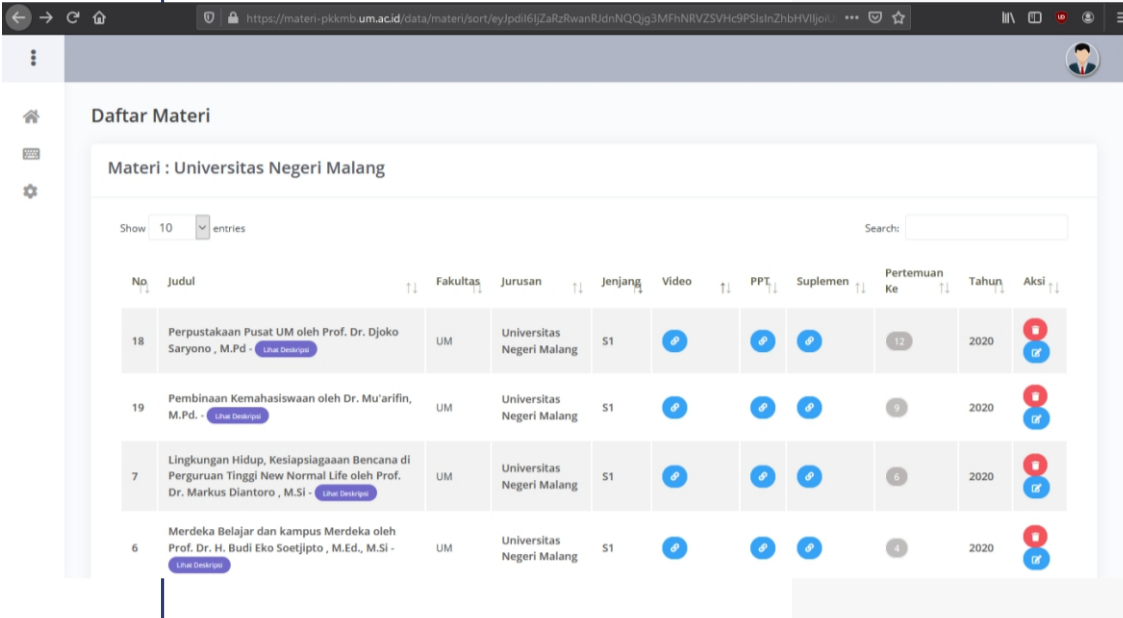 https://materi-pkkmb.um.ac.id/data/materi/sort/
Daftar Materi
Materi : Universitas Negeri Malang
Show 10 entries
Search:
No Judul Fakultas Jurusan Jenjang Video PPT Suplemen Pertemuan Ke Tahun Aksi
18 Perpustakaan Pusat UM oleh Prof. Dr. Djoko
Saryono , M.Pd - Lihat Deskripsi
UM
Universitas
Negeri Malang
S1
12
2020
19 Pembinaan Kemahasiswaan oleh Dr. Mu'arifin,
M.Pd. - Lihat Deskripsi
UM
Universitas
Negeri Malang
S1
9
2020
7
Lingkungan Hidup, Kesiapsiagaaan Bencana di
Perguruan Tinggi New Normal Life oleh Prof.
Dr. Markus Diantoro , M.Si - Lihat Deskripsi
UM
Universitas
Negeri Malang
S1
6
2020
6
Merdeka Belajar dan kampus Merdeka oleh
Prof. Dr. H. Budi Eko Soetjipto , M.Ed., M.Si -
Lihat Deskripsi
UM
Universitas
Negeri Malang
S1
4
2020